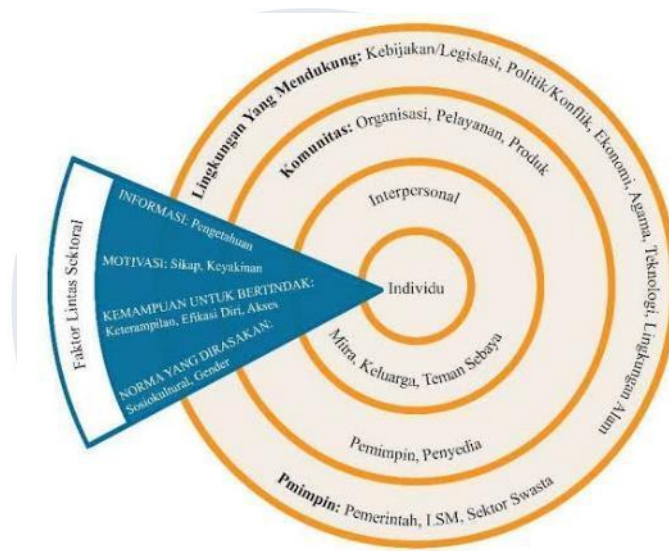 Lingkungan Yang Mendukung: Kebijakan/Legislasi, Politik/Konflik, Ekonomi, Agama, Teknologi, Lingkungan Alam
Komunitas: Organisasi, Pelayanan, Produk
Interpersonal
Individu
Mitra, Keluarga, Teman Sebaya
Pemimpin, Penyedia
Pmimpin: Pemerintah, LSM, Sektor Swasta
Faktor Lintas Sektoral
INFORMASI: Pengetahuan
MOTIVASI: Sikap, Keyakinan
KEMAMPUAN UNTUK BERTINDAK:
Keterampilan, Efikasi Diri, Akses
NORMA YANG DIRASAKAN:
Sosiokultural, Gender